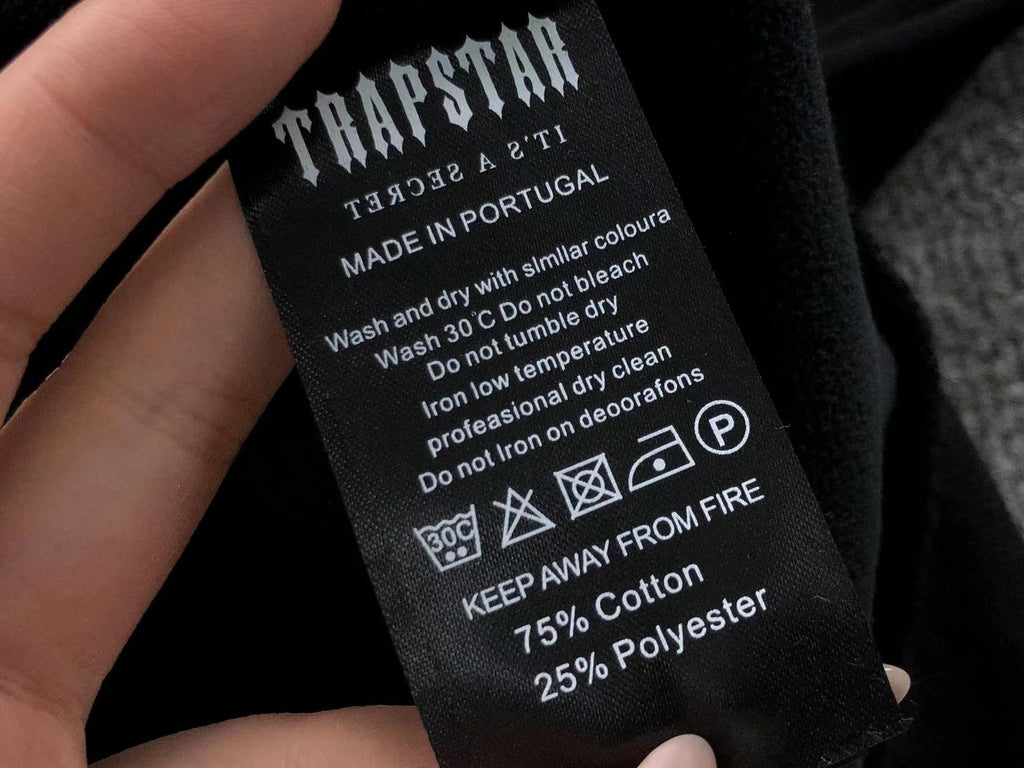 TRAPSTAR
IT'S A SECRET
MADE IN PORTUGAL
Wash and dry with slmllar coloura
Wash 30°C Do not bleach
Do not tumble dry
Iron low temperature
profeasional dry clean
Do not Iron on deoorafons
30C P
KEEP AWAY FROM FIRE
75% Cotton
25% Polyester